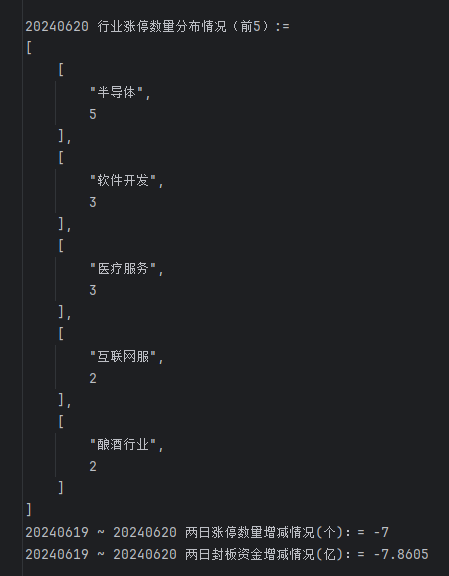 20240620 行业涨停数量分布情况（前5）:=
[
    [
        "半导体",
        5
    ],
    [
        "软件开发",
        3
    ],
    [
        "医疗服务",
        3
    ],
    [
        "互联网服",
        2
    ],
    [
        "酿酒行业",
        2
    ]
]
20240619 ~ 20240620 两日涨停数量增减情况(个)：= -7
20240619 ~ 20240620 两日封板资金增减情况(亿)：= -7.8605